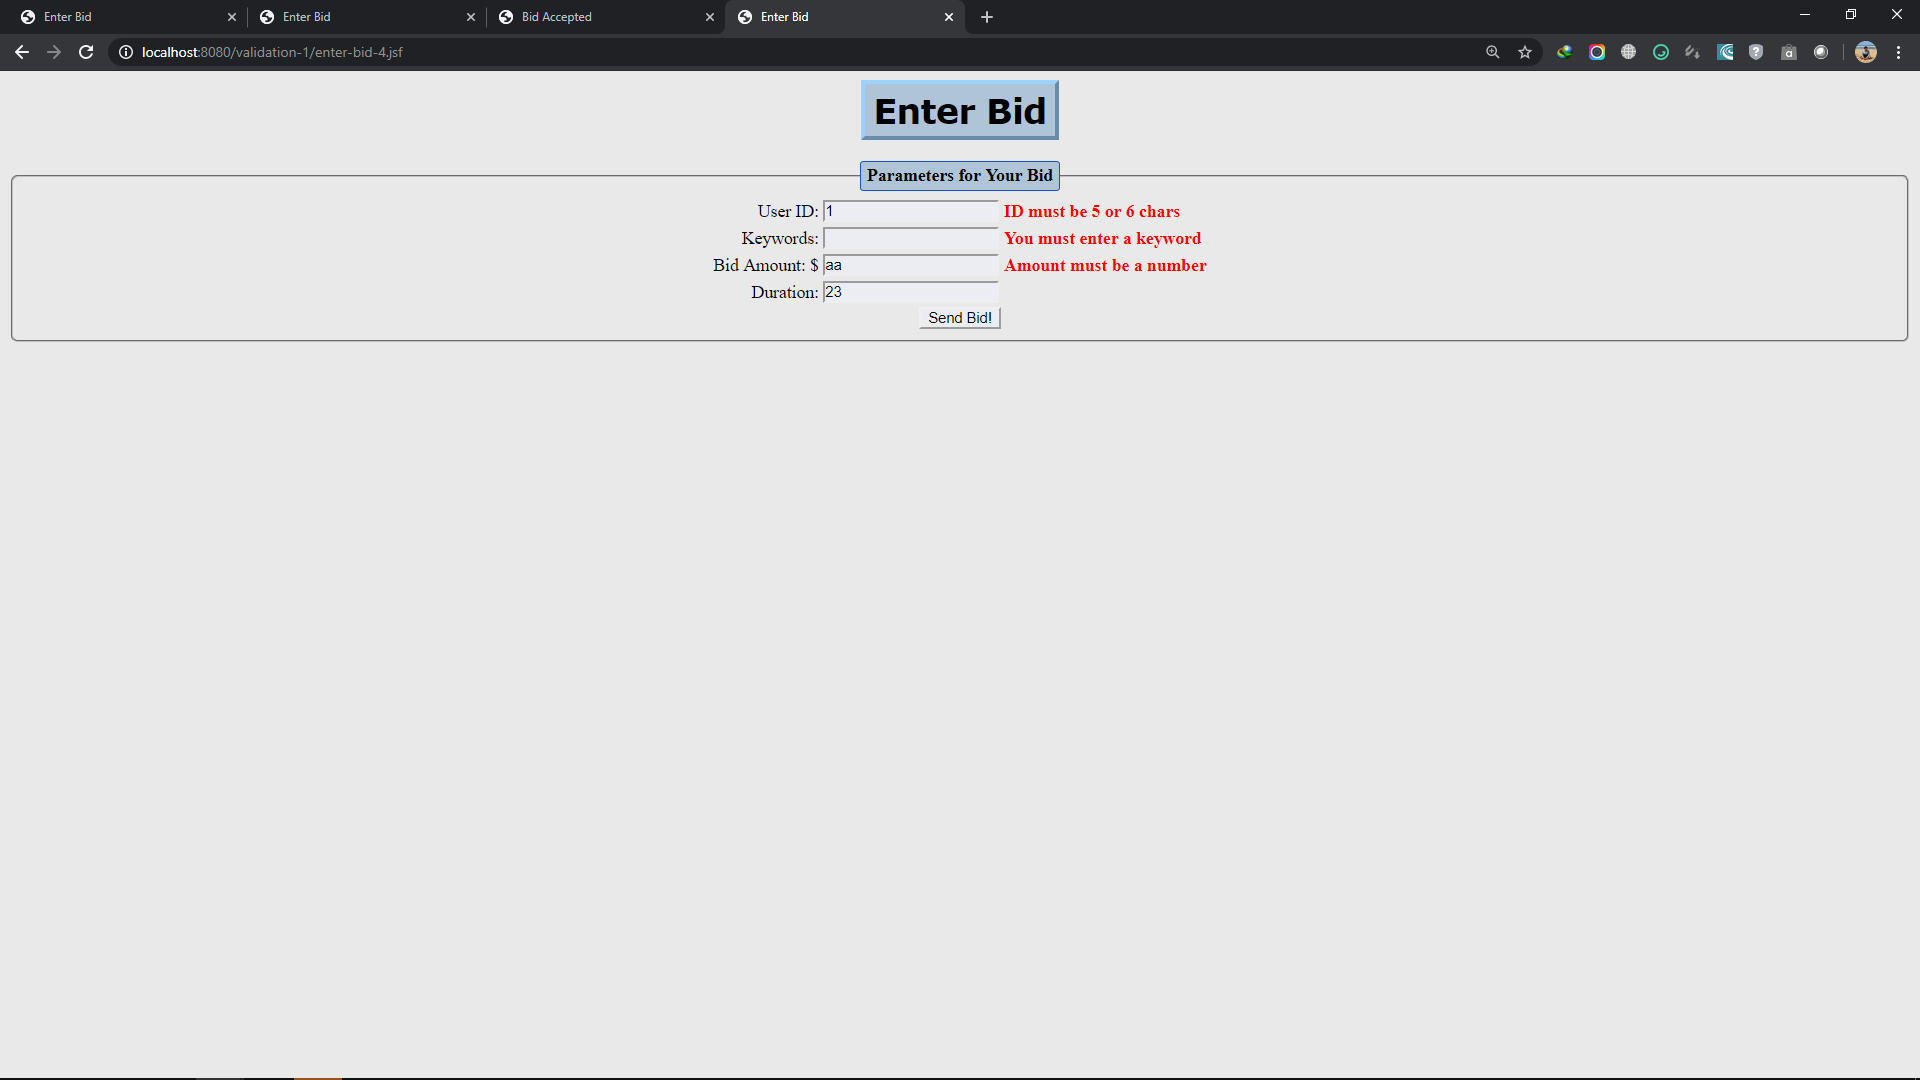 Enter Bid
Enter Bid
Bid Accepted
Enter Bid
localhost:8080/validation-1/enter-bid-4.jsf
Enter Bid
Parameters for Your Bid
User ID: 1 ID must be 5 or 6 chars
Keywords: You must enter a keyword
Bid Amount: $ aa Amount must be a number
Duration: 23
Send Bid!